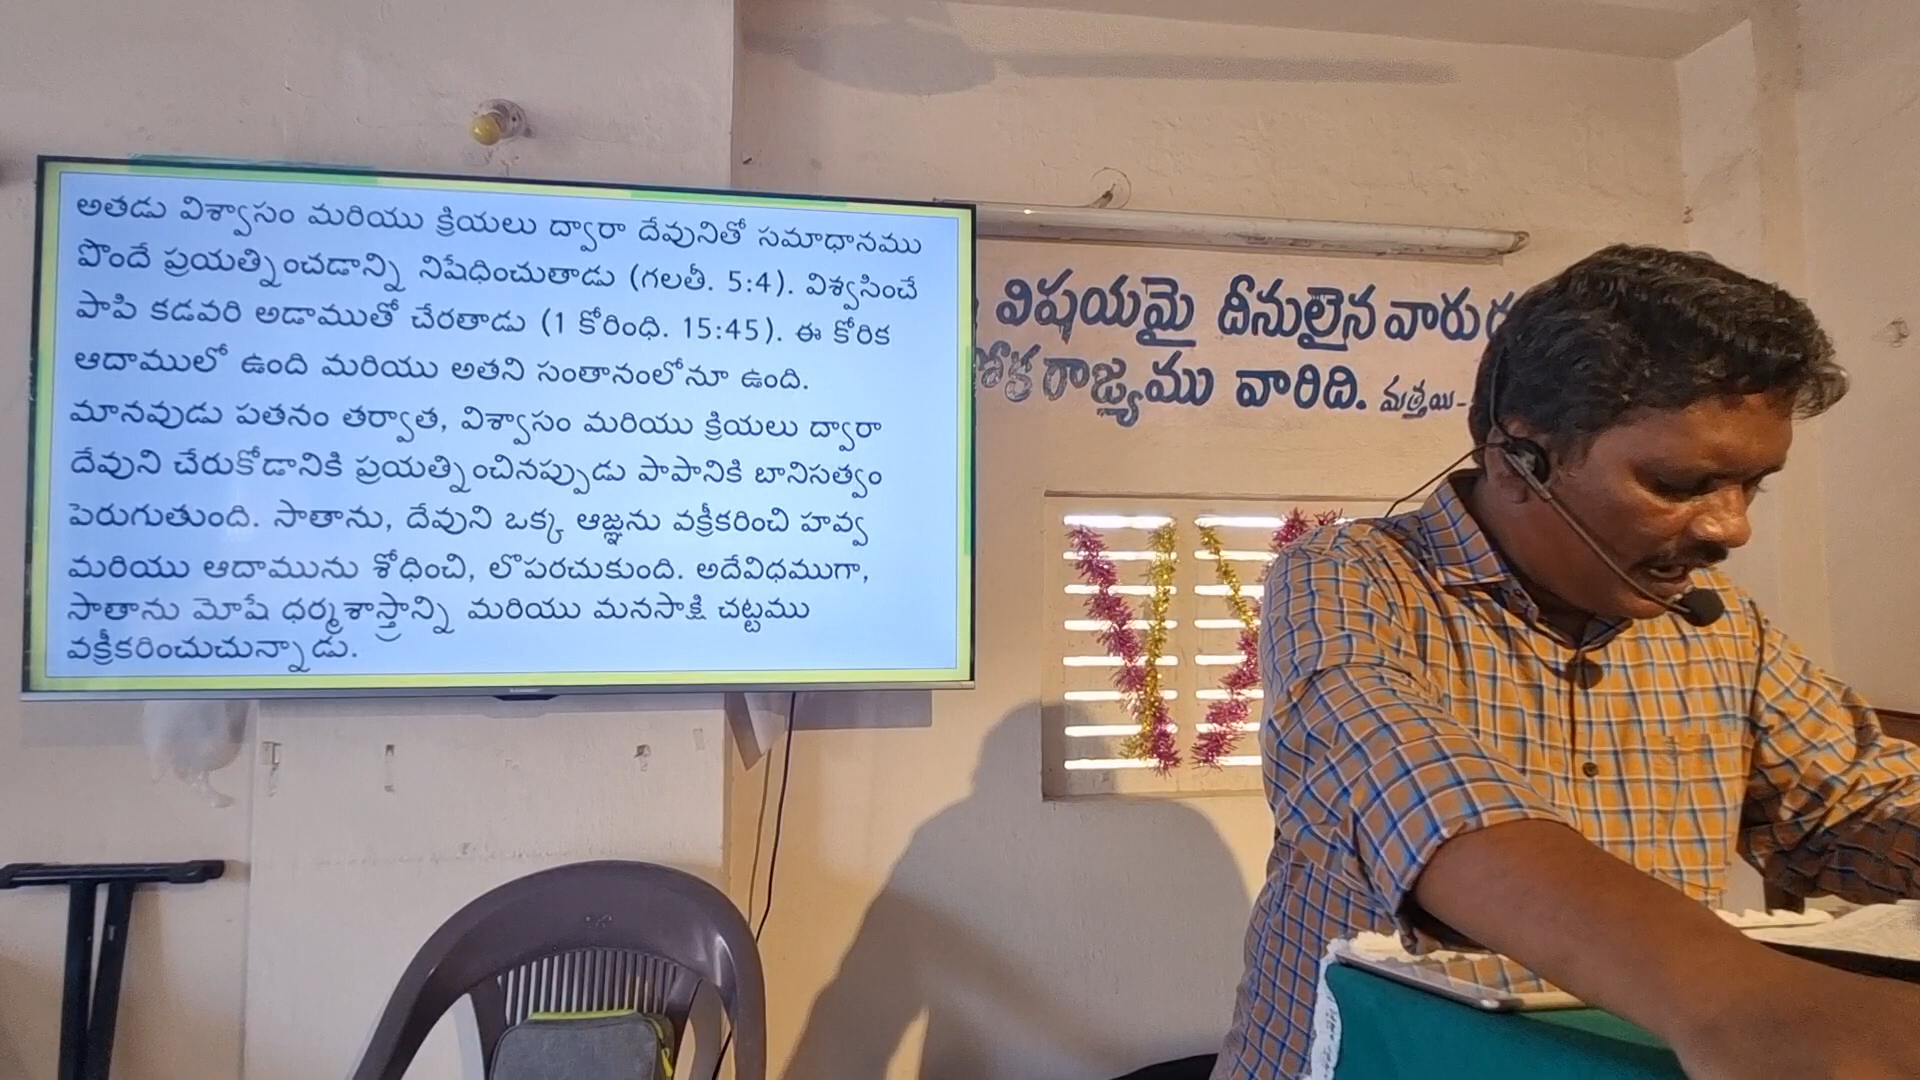 అతడు విశ్వాసం మరియు క్రియలు ద్వారా దేవునితో సమాధానము
పొందే ప్రయత్నించడాన్ని నిషేధించుతాడు (గలతీ. 5:4). విశ్వసించే
పాపి కడవరి అడాముతో చేరతాడు (1 కోరింధి. 15:45). ఈ కోరిక
ఆదాములో ఉంది మరియు అతని సంతానంలోనూ ఉంది.
మానవుడు పతనం తర్వాత, విశ్వాసం మరియు క్రియలు ద్వారా
దేవుని చేరుకోడానికి ప్రయత్నించినప్పుడు పాపానికి బానిసత్వం
పెరుగుతుంది. సాతాను, దేవుని ఒక్క ఆజ్ఞను వక్రీకరించి హవ్వ
మరియు ఆదామును శోధించి, లొపరచుకుంది. అదేవిధముగా,
సాతాను మోషే ధర్మశాస్త్రాన్ని మరియు మనసాక్షి చట్టము
వక్రీకరించుచున్నాడు.
విషయమై దీనులైన వారు
రాజ్యము వారిది. మత్తయి-